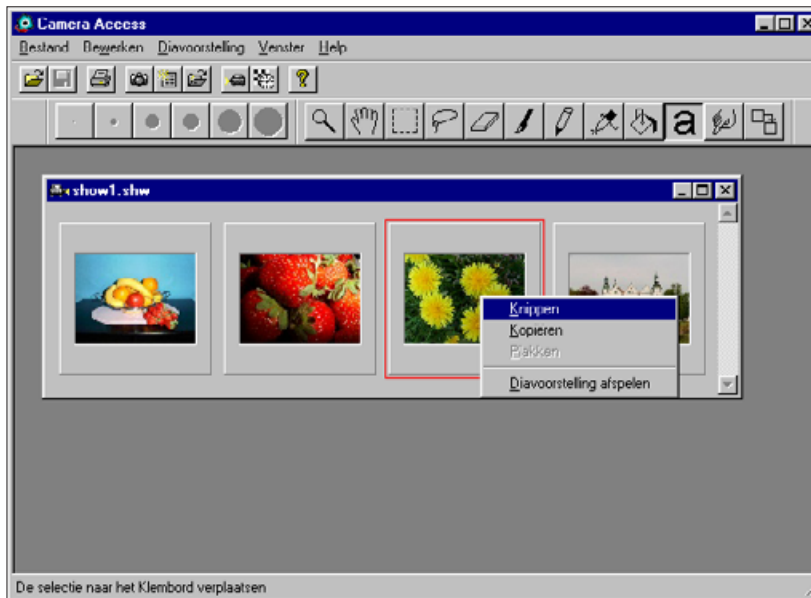 Camera Access
Bestand Bewerken Diavoorstelling Venster Help
a
show1.shw
Knippen
Kopieren
Plakken
Diavoorstelling afspelen
De selectie naar het Klembord verplaatsen